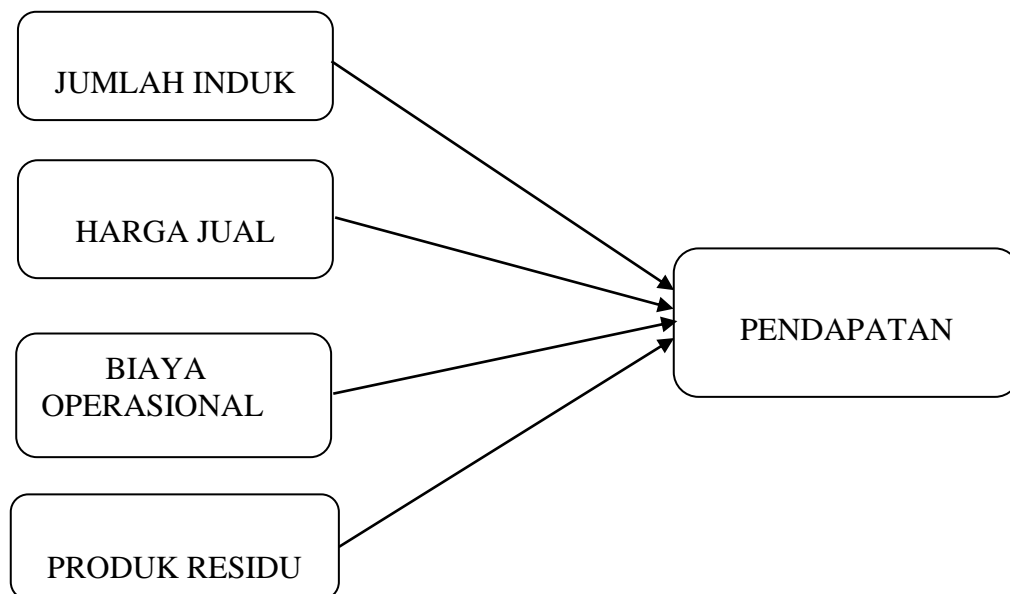 JUMLAH INDUK
HARGA JUAL
BIAYA
OPERASIONAL
PENDAPATAN
PRODUK RESIDU